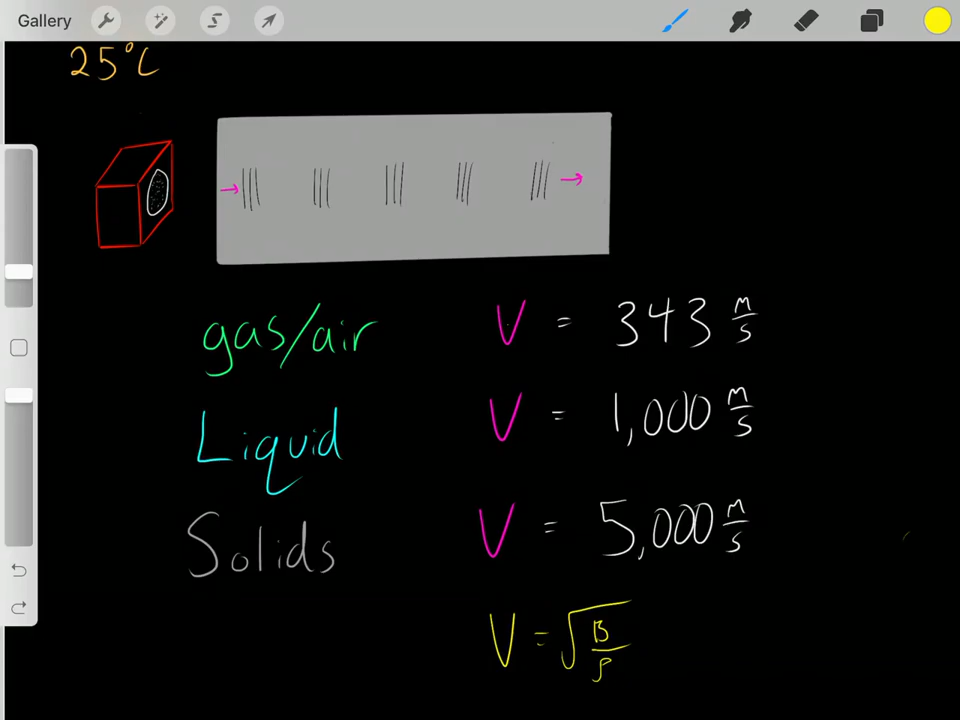 Gallery
25°C
gas/air V = 343 m/s
Liquid V = 1,000 m/s
Solids V = 5,000 m/s
V = √B/ρ